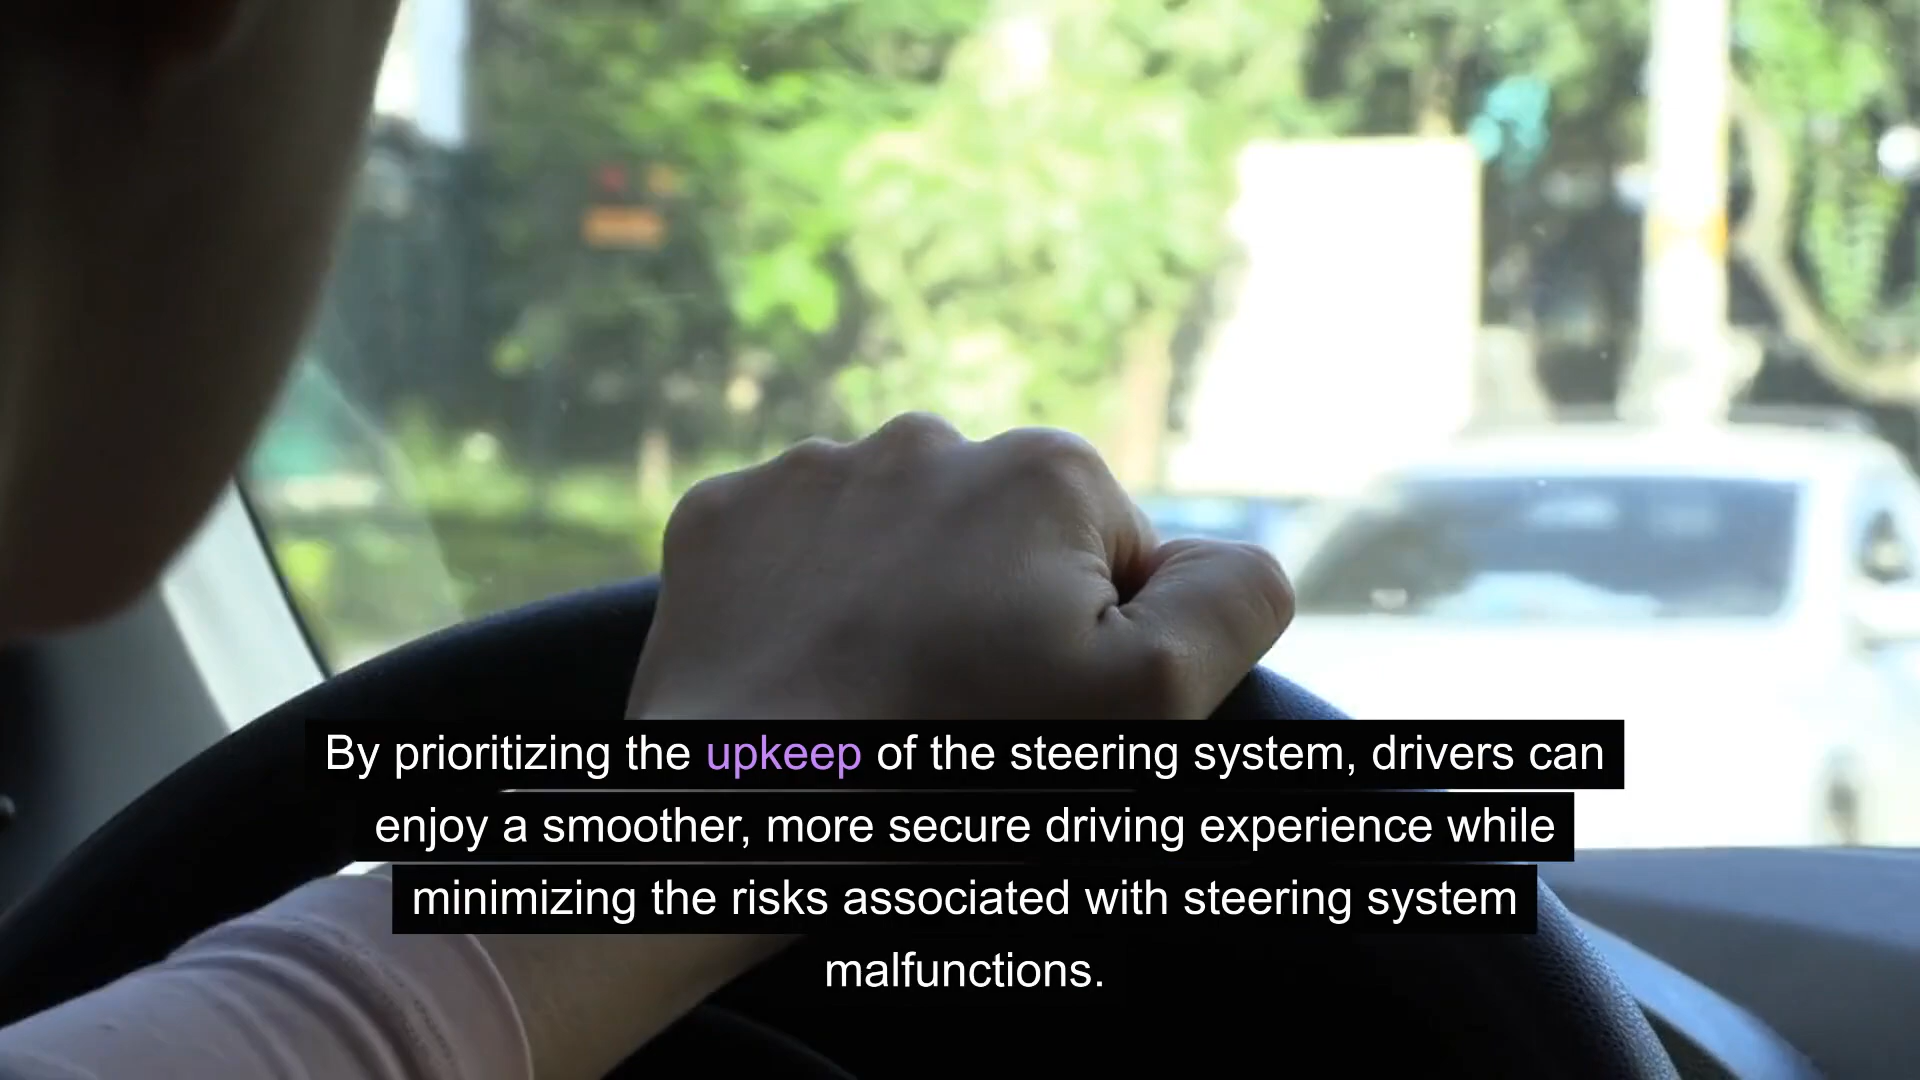 By prioritizing the upkeep of the steering system, drivers can
enjoy a smoother, more secure driving experience while
minimizing the risks associated with steering system
malfunctions.